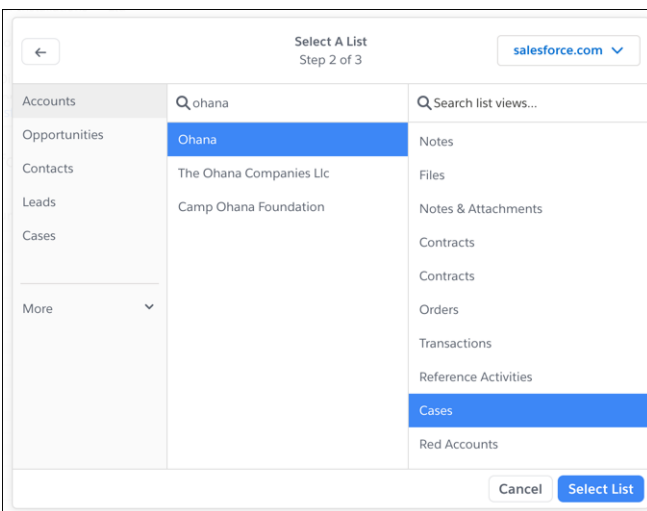 Select A List
Step 2 of 3
salesforce.com
Accounts
Opportunities
Contacts
Leads
Cases
More
ohana
Ohana
The Ohana Companies Llc
Camp Ohana Foundation
Search list views...
Notes
Files
Notes & Attachments
Contracts
Contracts
Orders
Transactions
Reference Activities
Cases
Red Accounts
Cancel
Select List